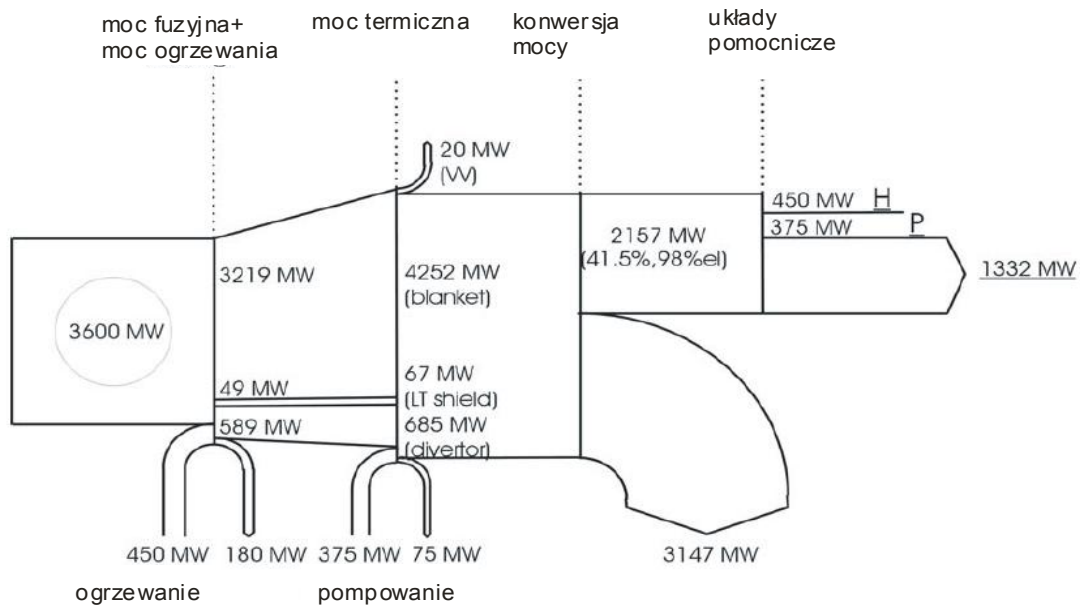 moc fuzyjna+
moc ogrzewania
moc termiczna
konwersja
mocy
układy
pomocnicze
20 MW
(VV)
450 MW H
375 MW P
2157 MW
(41.5%,98%el)
1332 MW
3219 MW
4252 MW
(blanket)
3600 MW
49 MW
67 MW
(LT shield)
589 MW
685 MW
(divertor)
450 MW
180 MW
375 MW
75 MW
3147 MW
ogrzewanie
pompowanie